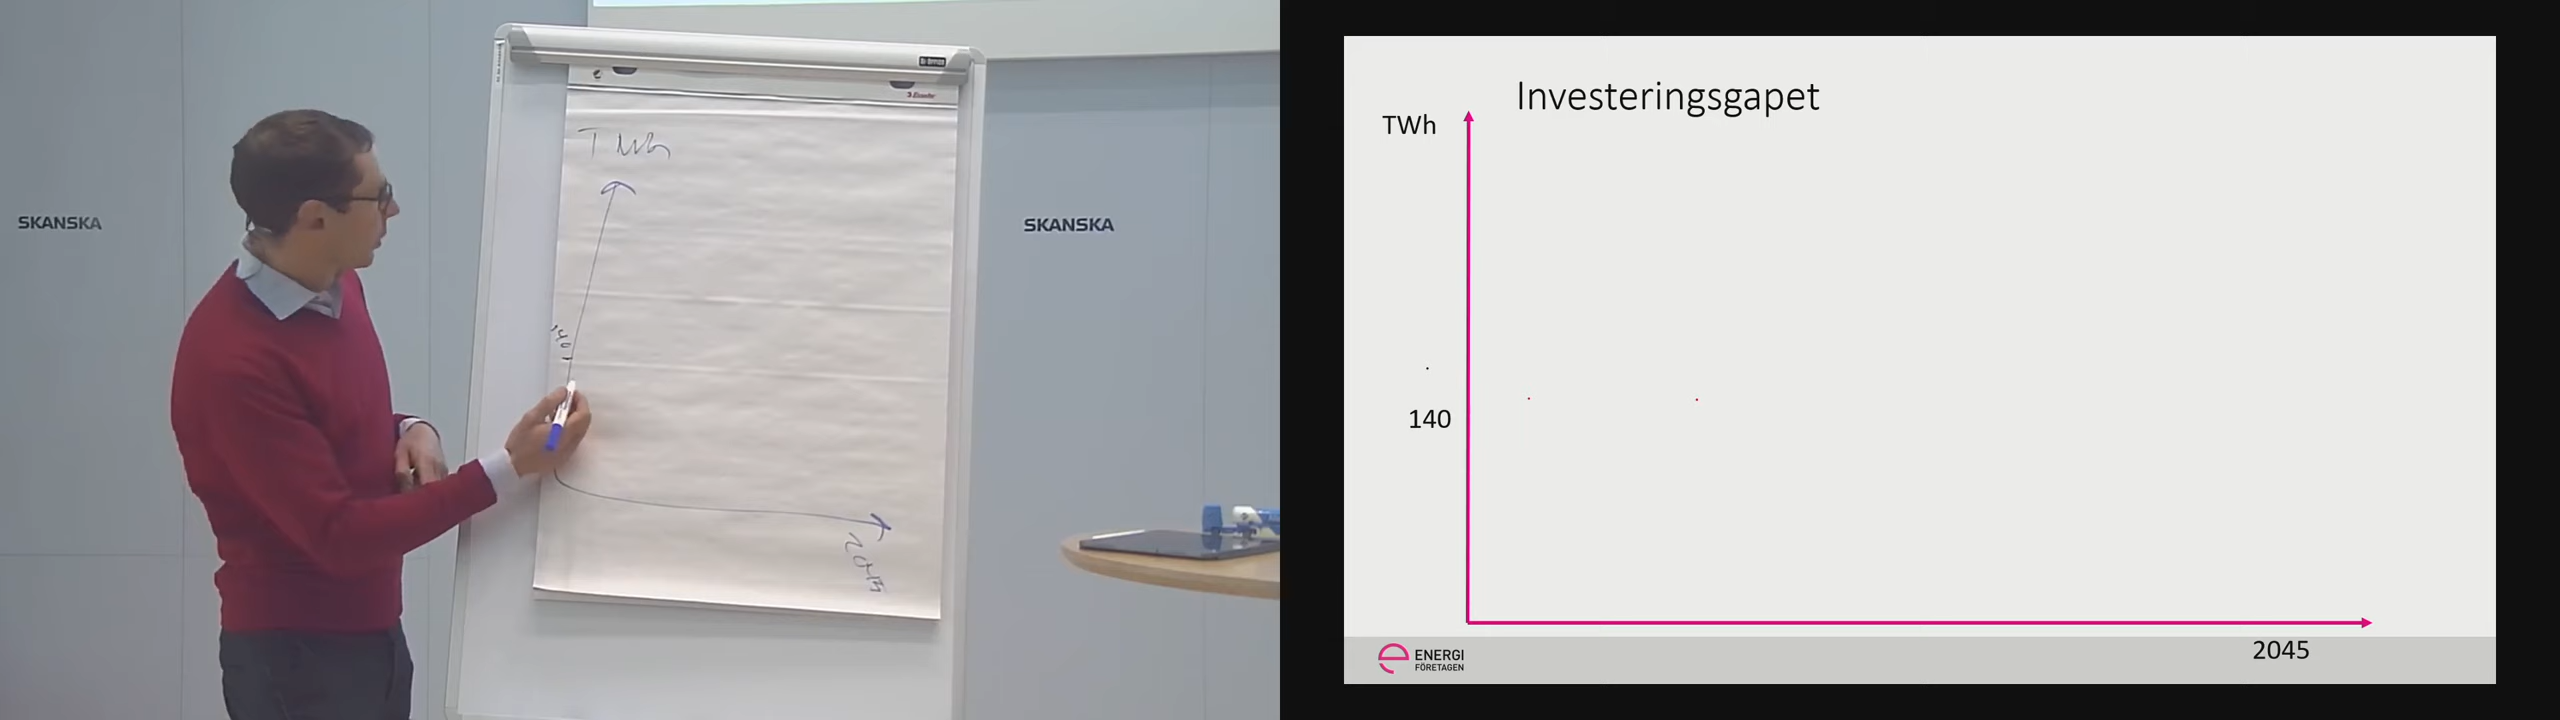 SKANSKA
TWh
140
2045
SKANSKA
Investeringsgapet
TWh
140
2045
ENERGI
FÖRETAGEN